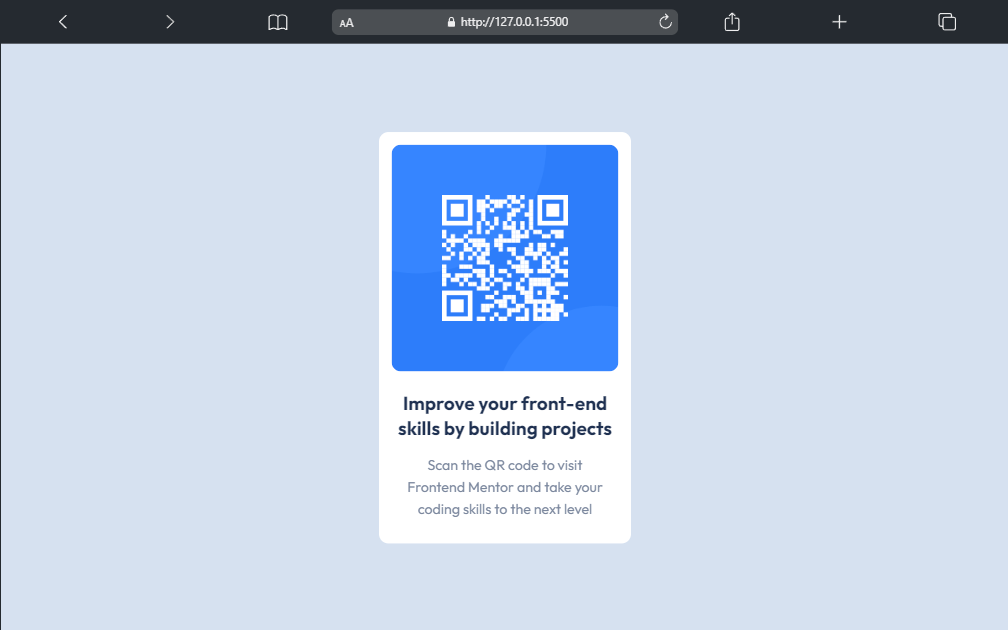 AA http://127.0.0.1:5500
Improve your front-end
skills by building projects
Scan the QR code to visit
Frontend Mentor and take your
coding skills to the next level